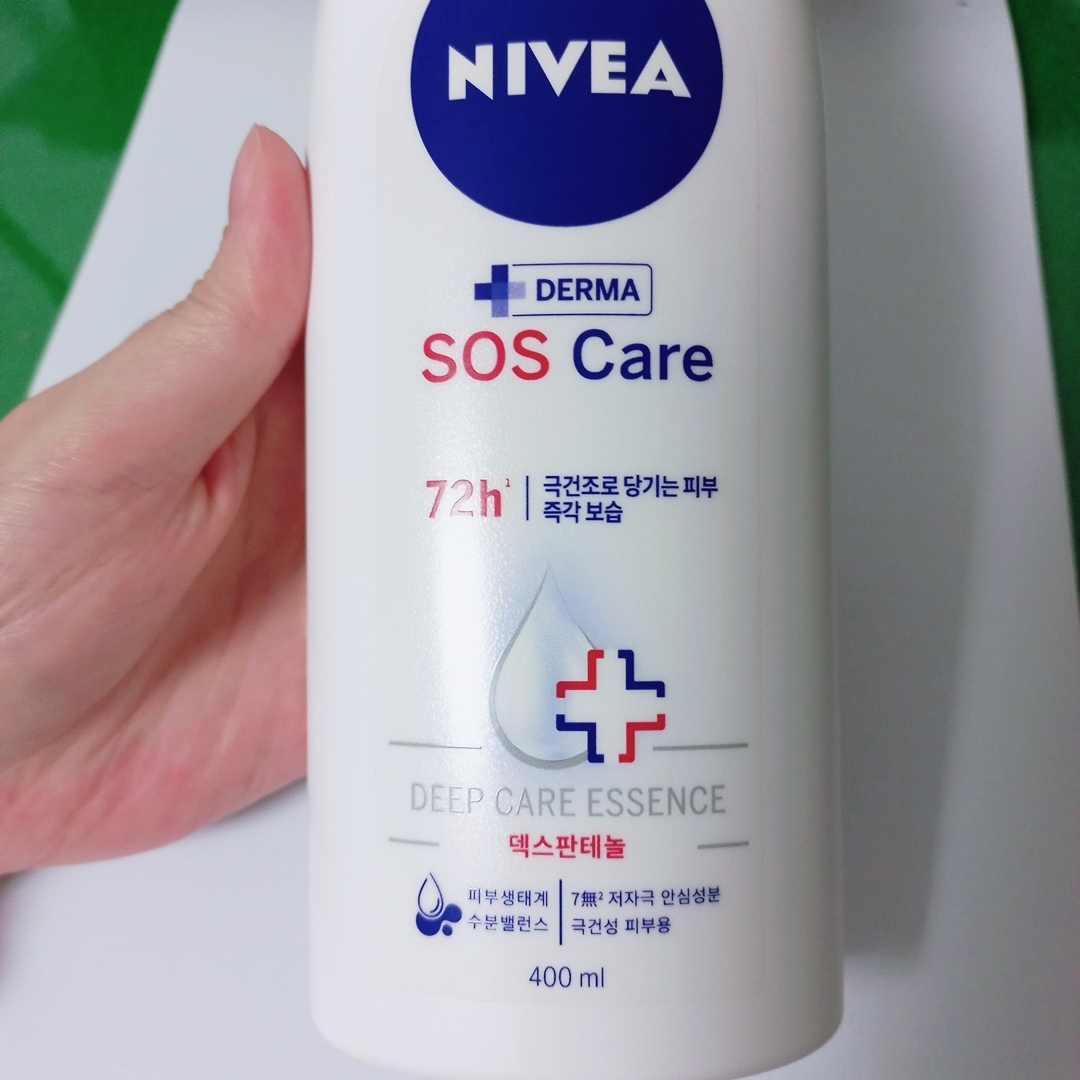 NIVEA
DERMA
SOS Care
72h¹ 극건조로 당기는 피부
즉각 보습
DEEP CARE ESSENCE
덱스판테놀
피부생태계
수분밸런스
7無² 저자극 안심성분
극건성 피부용
400 ml